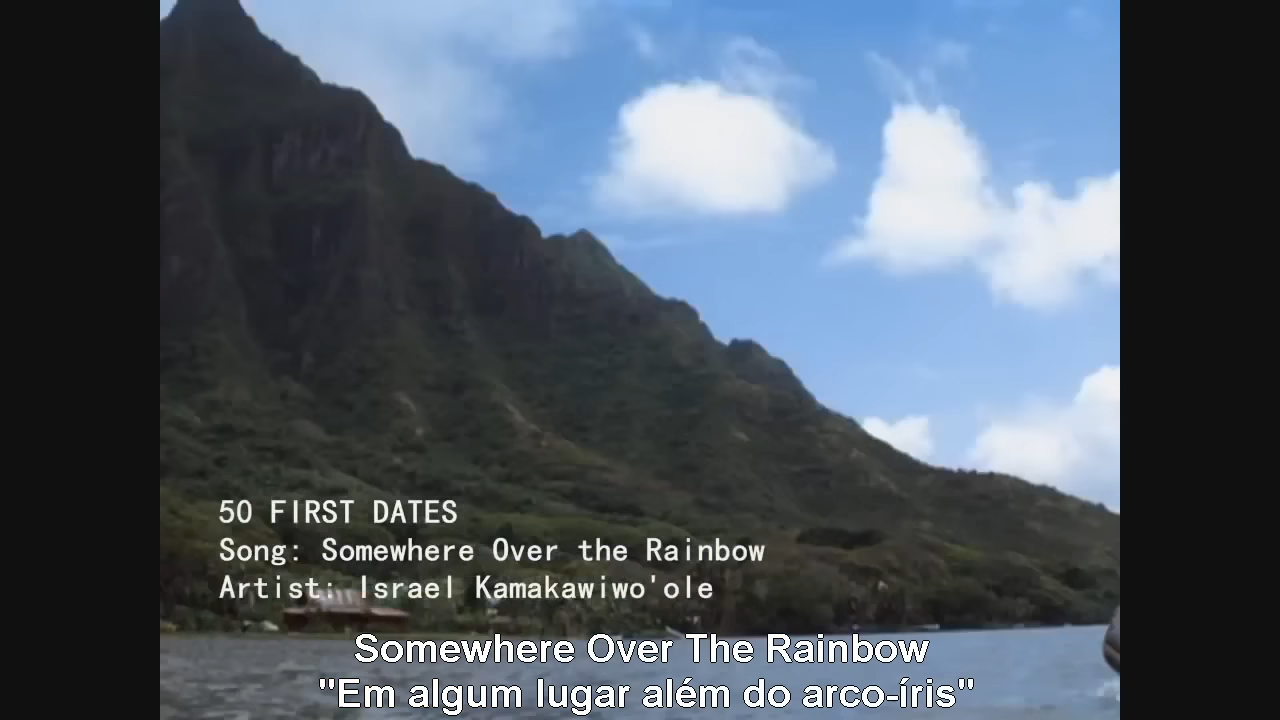 50 FIRST DATES
Song: Somewhere Over the Rainbow
Artist: Israel Kamakawiwo'ole
Somewhere Over The Rainbow
"Em algum lugar além do arco-íris"